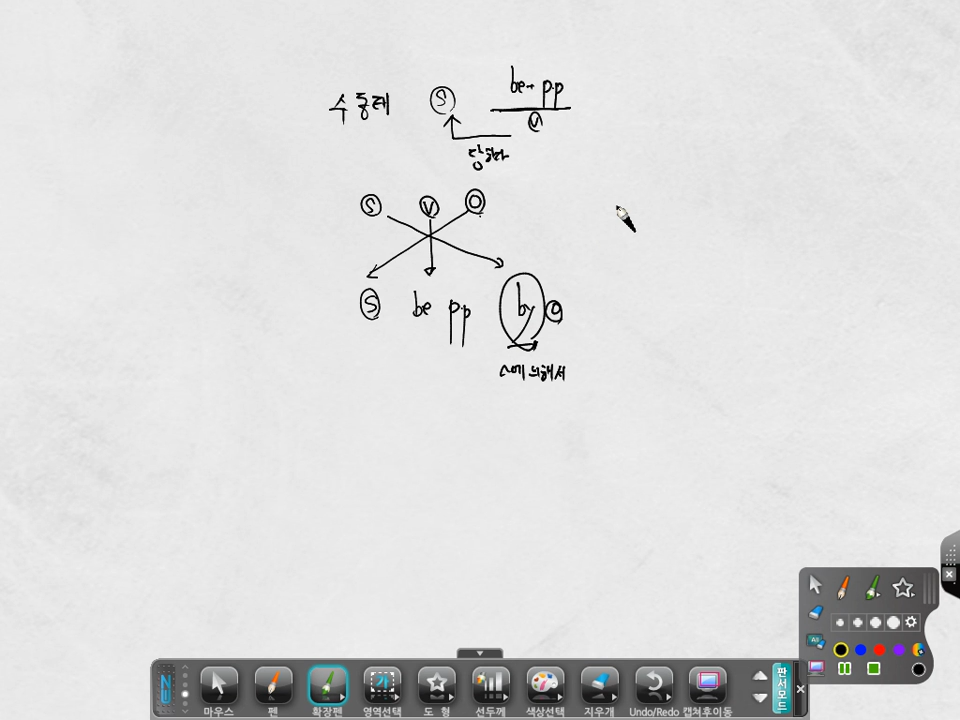 수동태 S be + p.p
V
당하다
S V O
S be pp by O
~에 의해서
판서모드
마우스 펜 확장펜 영역선택 도 형 선두께 색상선택 지우개 Undo/Redo 캡쳐후이동